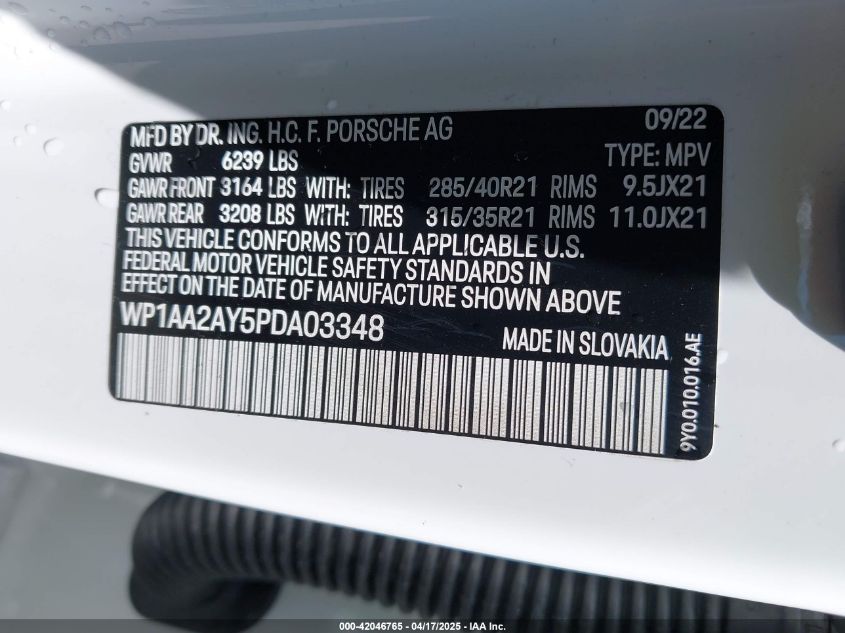 MFD BY DR. ING. H.C. F. PORSCHE AG 09/22
GVWR 6239 LBS TYPE: MPV
GAWR FRONT 3164 LBS WITH: TIRES 285/40R21 RIMS 9.5JX21
GAWR REAR 3208 LBS WITH: TIRES 315/35R21 RIMS 11.0JX21
THIS VEHICLE CONFORMS TO ALL APPLICABLE U.S.
FEDERAL MOTOR VEHICLE SAFETY STANDARDS IN
EFFECT ON THE DATE OF MANUFACTURE SHOWN ABOVE
WP1AA2AY5PDA03348 MADE IN SLOVAKIA
9Y0.010.016.AE
000-42046765 - 04/17/2025 - IAA Inc.